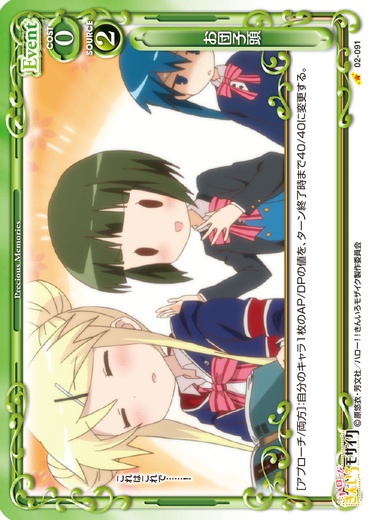 Event
COST
0
SOURCE
2
お団子頭
Precious Memories
これはこれで……!
[アプローチ/両方]:自分のキャラ1枚のAP/DPの値を、ターン終了時まで40/40に変更する。
ハロー!!
きんいろモザイク
©原悠衣・芳文社/ハロー!!きんいろモザイク製作委員会
02-091